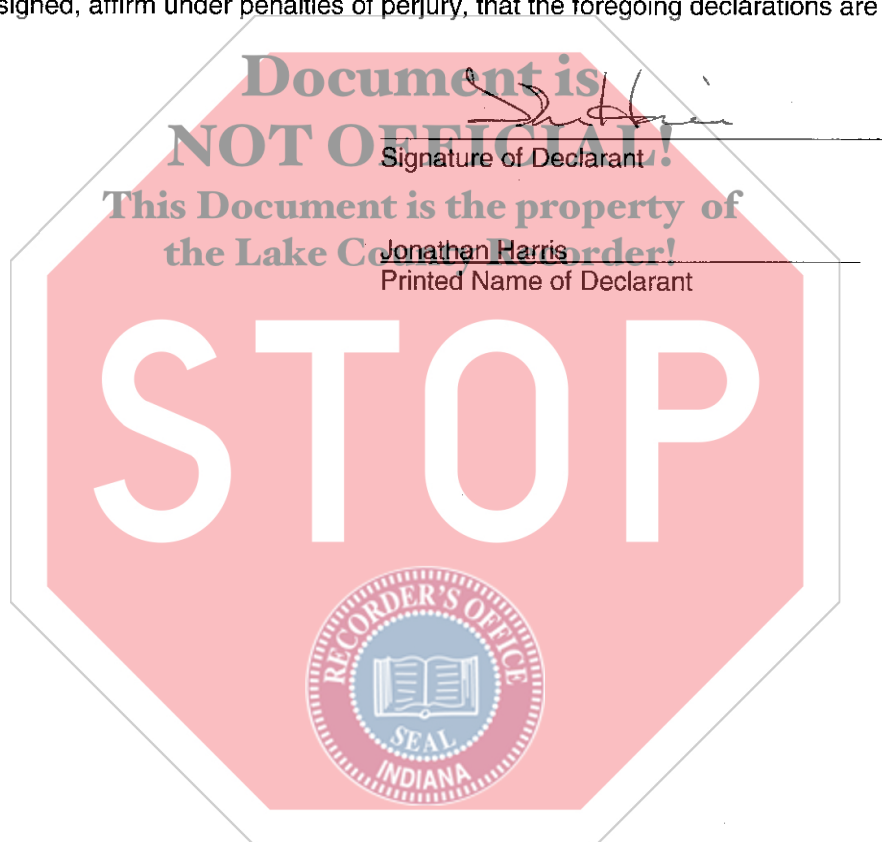 signed, affirm under penalties of perjury, that the foregoing declarations are
Document is
NOT OFFICIAL!
Signature of Declarant
This Document is the property of
the Lake County Recorder!
Jonathan Harris
Printed Name of Declarant
STOP
RECORDER'S OFFICE
SEAL
INDIANA